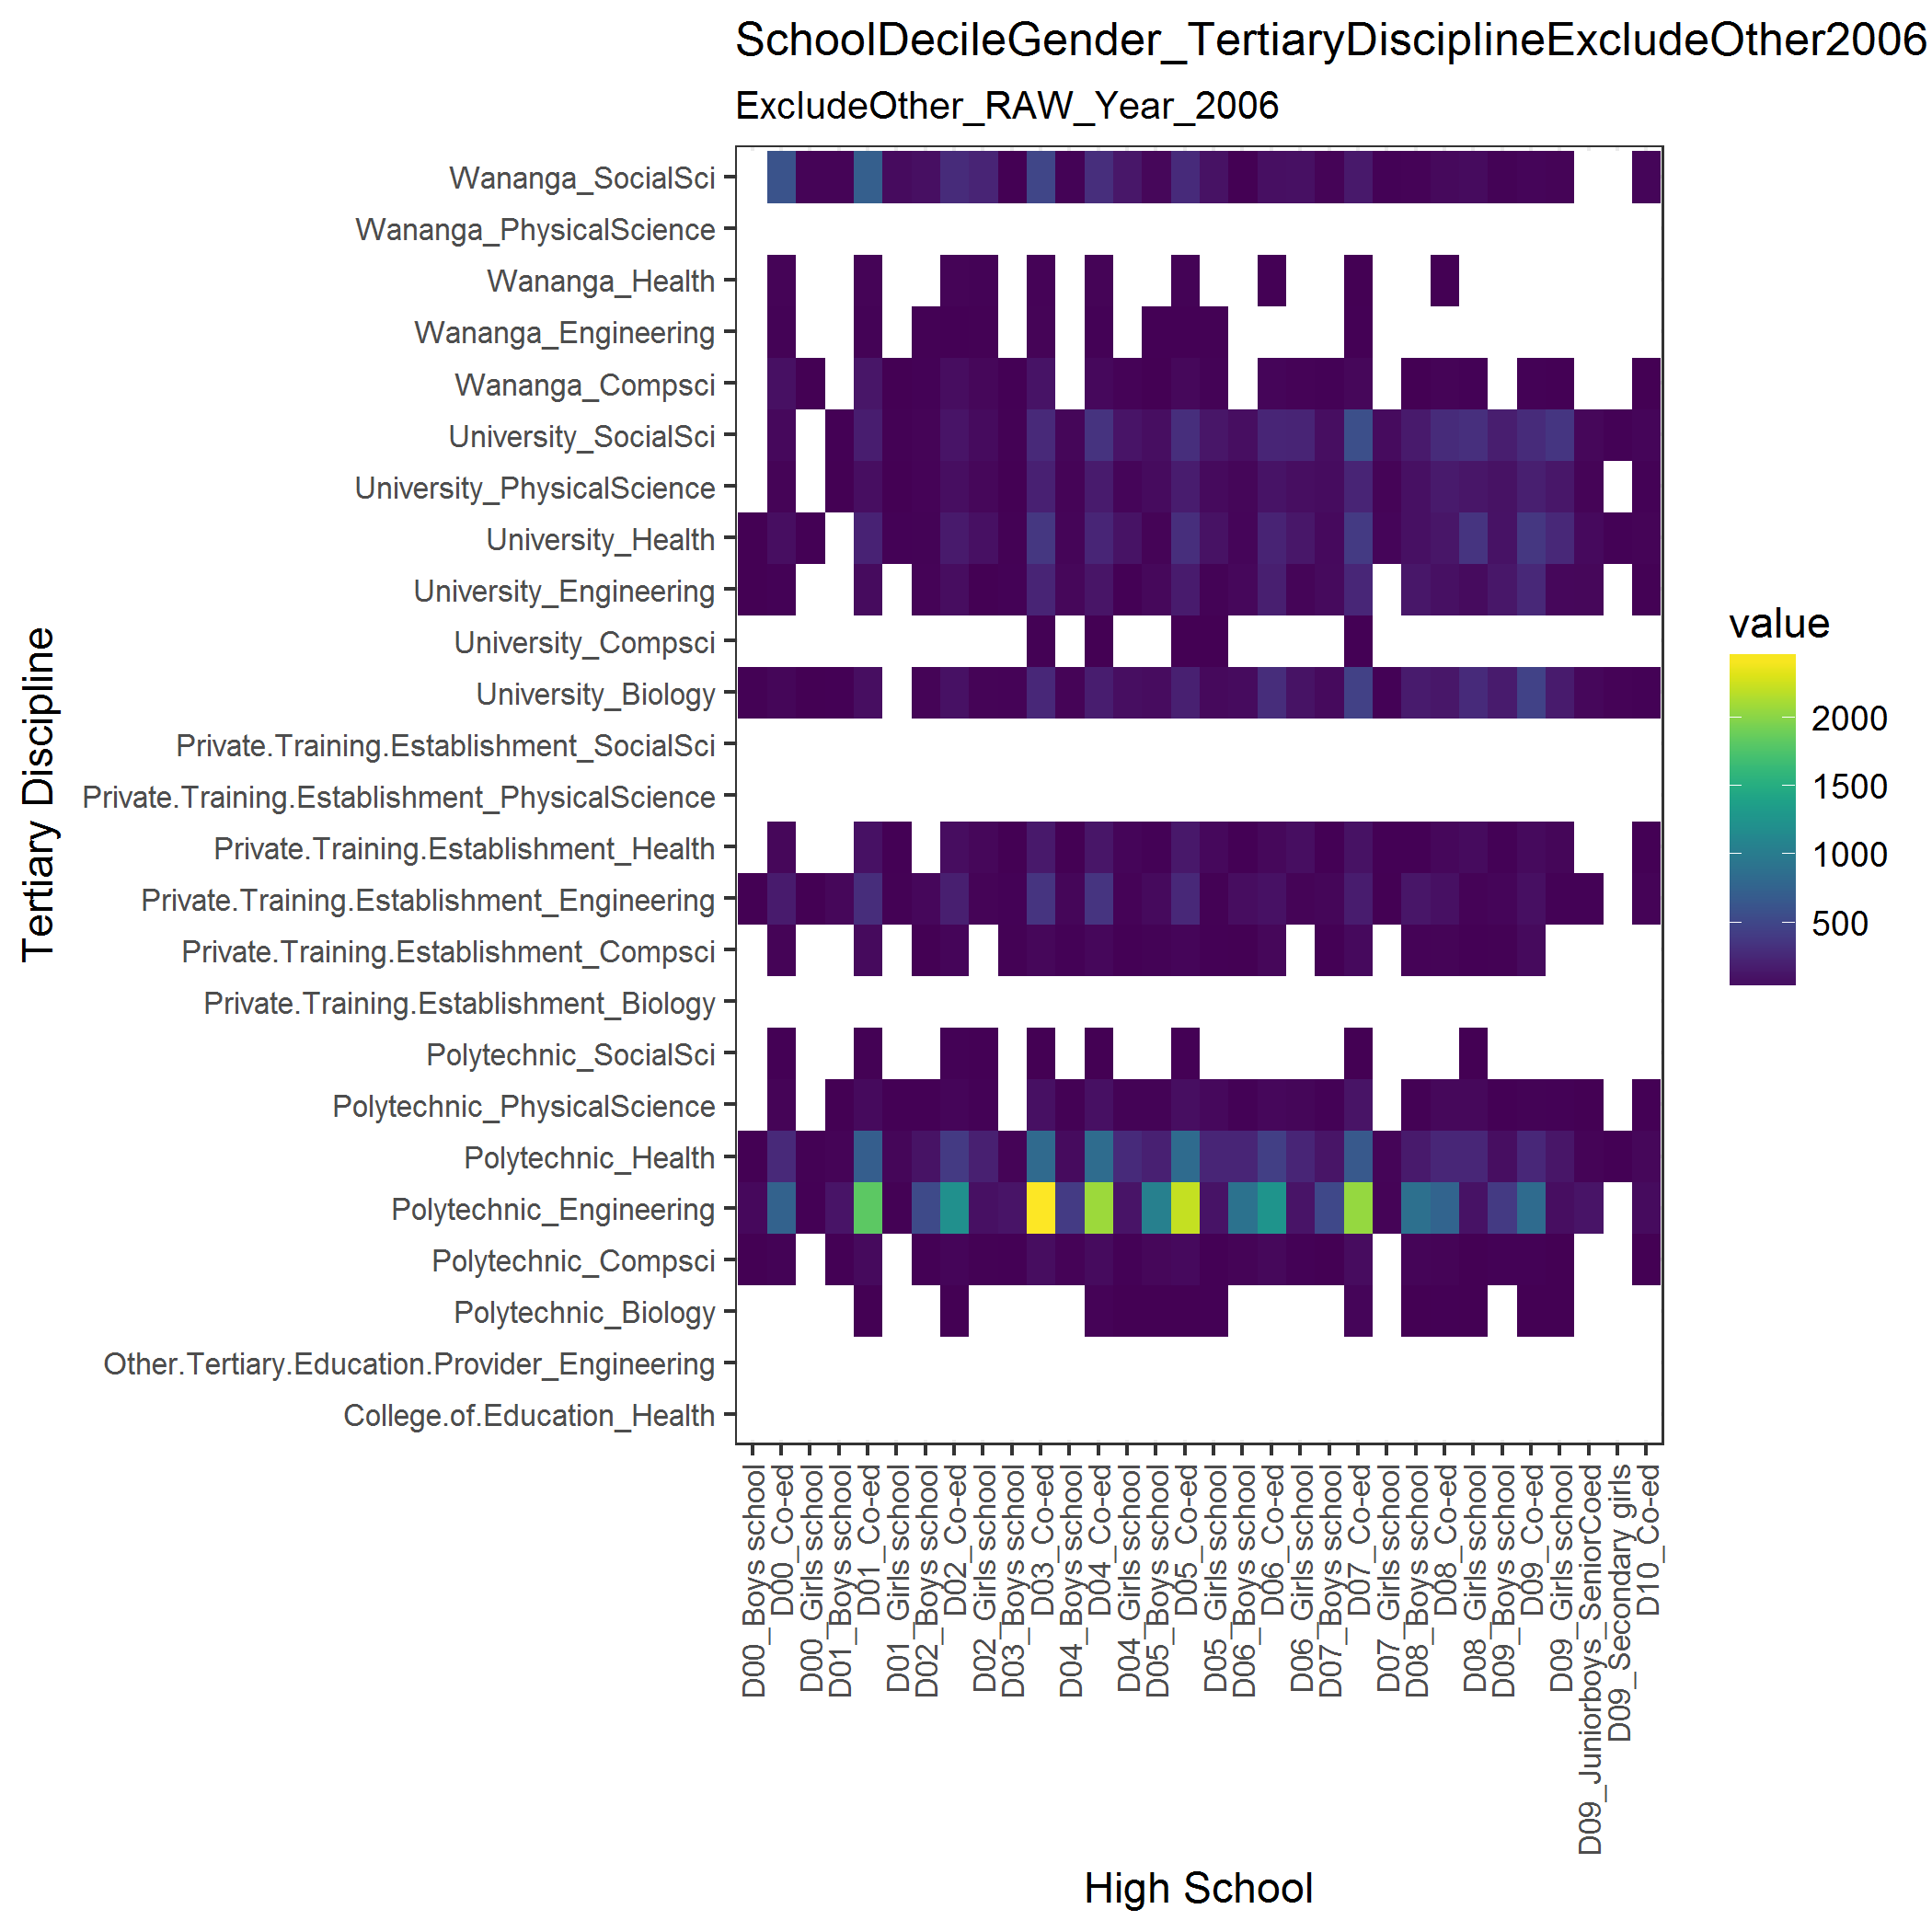 SchoolDecileGender_TertiaryDisciplineExcludeOther2006
ExcludeOther_RAW_Year_2006
Tertiary Discipline
Wananga_SocialSci
Wananga_PhysicalScience
Wananga_Health
Wananga_Engineering
Wananga_Compsci
University_SocialSci
University_PhysicalScience
University_Health
University_Engineering
University_Compsci
University_Biology
Private.Training.Establishment_SocialSci
Private.Training.Establishment_PhysicalScience
Private.Training.Establishment_Health
Private.Training.Establishment_Engineering
Private.Training.Establishment_Compsci
Private.Training.Establishment_Biology
Polytechnic_SocialSci
Polytechnic_PhysicalScience
Polytechnic_Health
Polytechnic_Engineering
Polytechnic_Compsci
Polytechnic_Biology
Other.Tertiary.Education.Provider_Engineering
College.of.Education_Health
D00_Boys school
D00_Co-ed
D00_Girls school
D01_Boys school
D01_Co-ed
D01_Girls school
D02_Boys school
D02_Co-ed
D02_Girls school
D03_Boys school
D03_Co-ed
D04_Boys school
D04_Co-ed
D04_Girls school
D05_Boys school
D05_Co-ed
D05_Girls school
D06_Boys school
D06_Co-ed
D06_Girls school
D07_Boys school
D07_Co-ed
D07_Girls school
D08_Boys school
D08_Co-ed
D08_Girls school
D09_Boys school
D09_Co-ed
D09_Girls school
D09_Juniorboys_SeniorCoed
D09_Secondary girls
D10_Co-ed
High School
value
2000
1500
1000
500